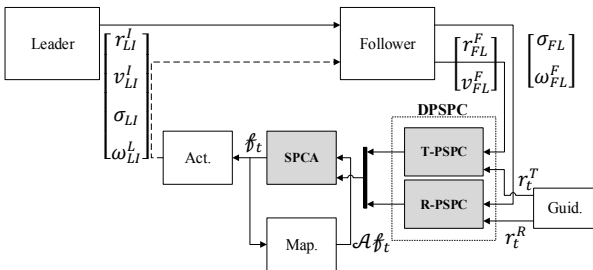 Leader
r_{LI}^{I}
v_{LI}^{I}
σ_{LI}
ω_{LI}^{L}
Follower
r_{FL}^{F}
v_{FL}^{F}
σ_{FL}
ω_{FL}^{F}
DPSPC
T-PSPC
R-PSPC
Act.
𝒻_t
SPCA
Map.
𝒜𝒻_t
r_t^T
Guid.
r_t^R